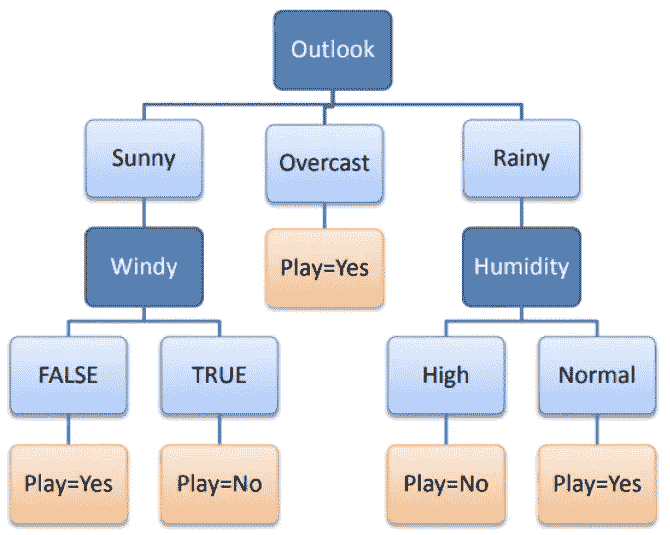 Outlook
Sunny
Overcast
Rainy
Windy
Play=Yes
Humidity
FALSE
TRUE
High
Normal
Play=Yes
Play=No
Play=No
Play=Yes